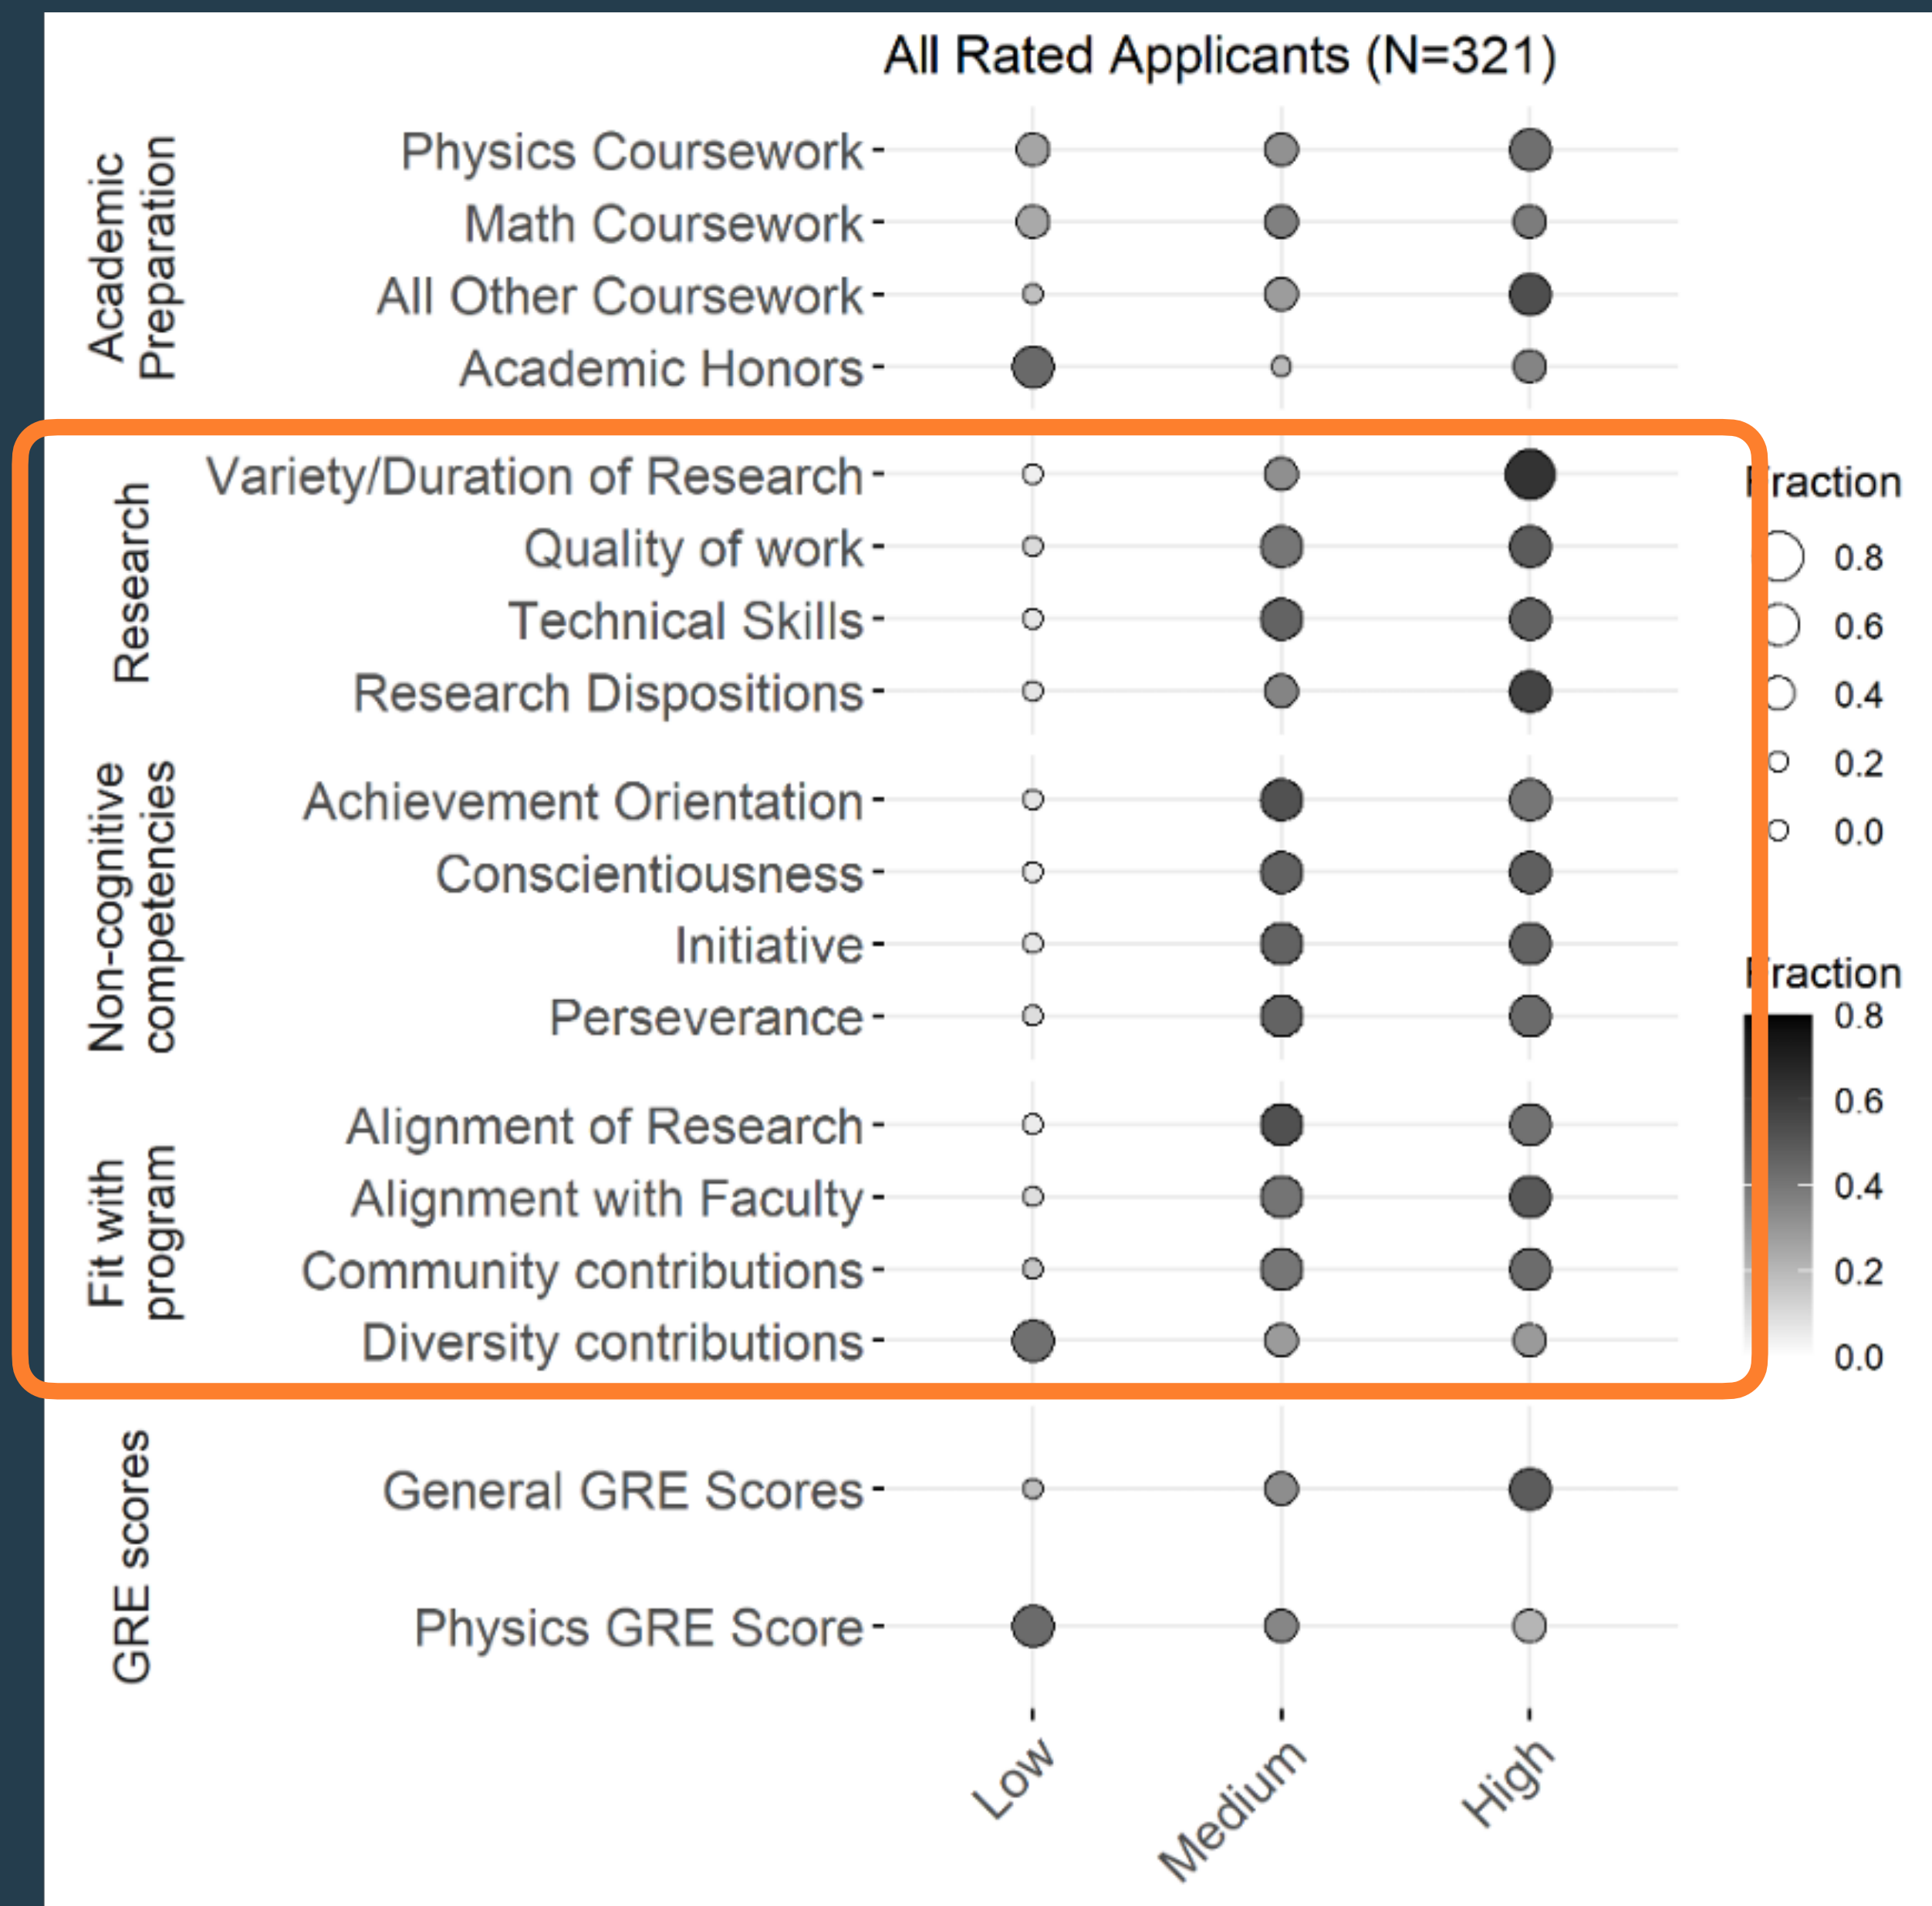 All Rated Applicants (N=321)
Academic
Preparation
Physics Coursework
Math Coursework
All Other Coursework
Academic Honors
Research
Variety/Duration of Research
Quality of work
Technical Skills
Research Dispositions
Non-cognitive
competencies
Achievement Orientation
Conscientiousness
Initiative
Perseverance
Fit with
program
Alignment of Research
Alignment with Faculty
Community contributions
Diversity contributions
GRE scores
General GRE Scores
Physics GRE Score
Low
Medium
High
Fraction
0.8
0.6
0.4
0.2
0.0
Fraction
0.8
0.6
0.4
0.2
0.0